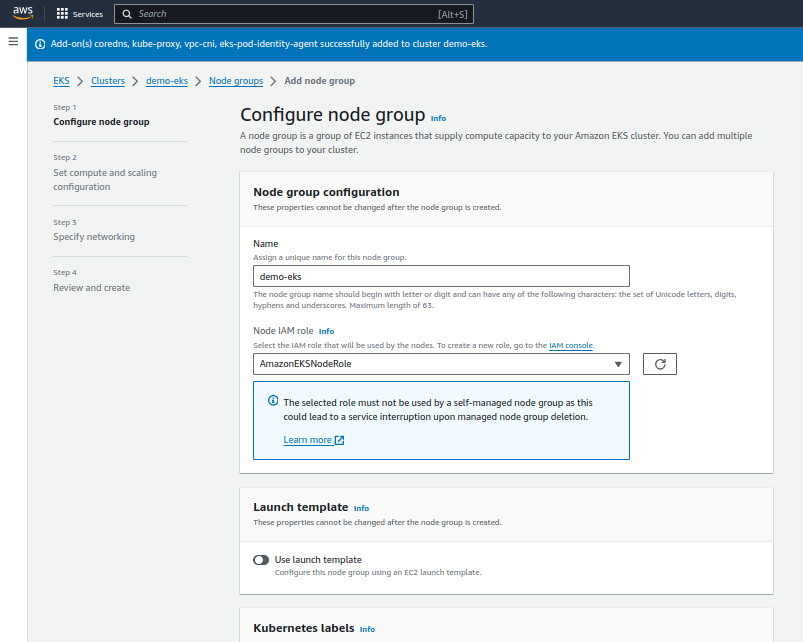 aws
Services
Search
[Alt+S]
Add-on(s) coredns, kube-proxy, vpc-cni, eks-pod-identity-agent successfully added to cluster demo-eks.
EKS > Clusters > demo-eks > Node groups > Add node group
Step 1
Configure node group
Step 2
Set compute and scaling
configuration
Step 3
Specify networking
Step 4
Review and create
Configure node group Info
A node group is a group of EC2 instances that supply compute capacity to your Amazon EKS cluster. You can add multiple
node groups to your cluster.
Node group configuration
These properties cannot be changed after the node group is created.
Name
Assign a unique name for this node group.
demo-eks
The node group name should begin with letter or digit and can have any of the following characters: the set of Unicode letters, digits,
hyphens and underscores. Maximum length of 63.
Node IAM role Info
Select the IAM role that will be used by the nodes. To create a new role, go to the IAM console.
AmazonEKSNodeRole
The selected role must not be used by a self-managed node group as this
could lead to a service interruption upon managed node group deletion.
Learn more
Launch template Info
These properties cannot be changed after the node group is created.
Use launch template
Configure this node group using an EC2 launch template.
Kubernetes labels Info